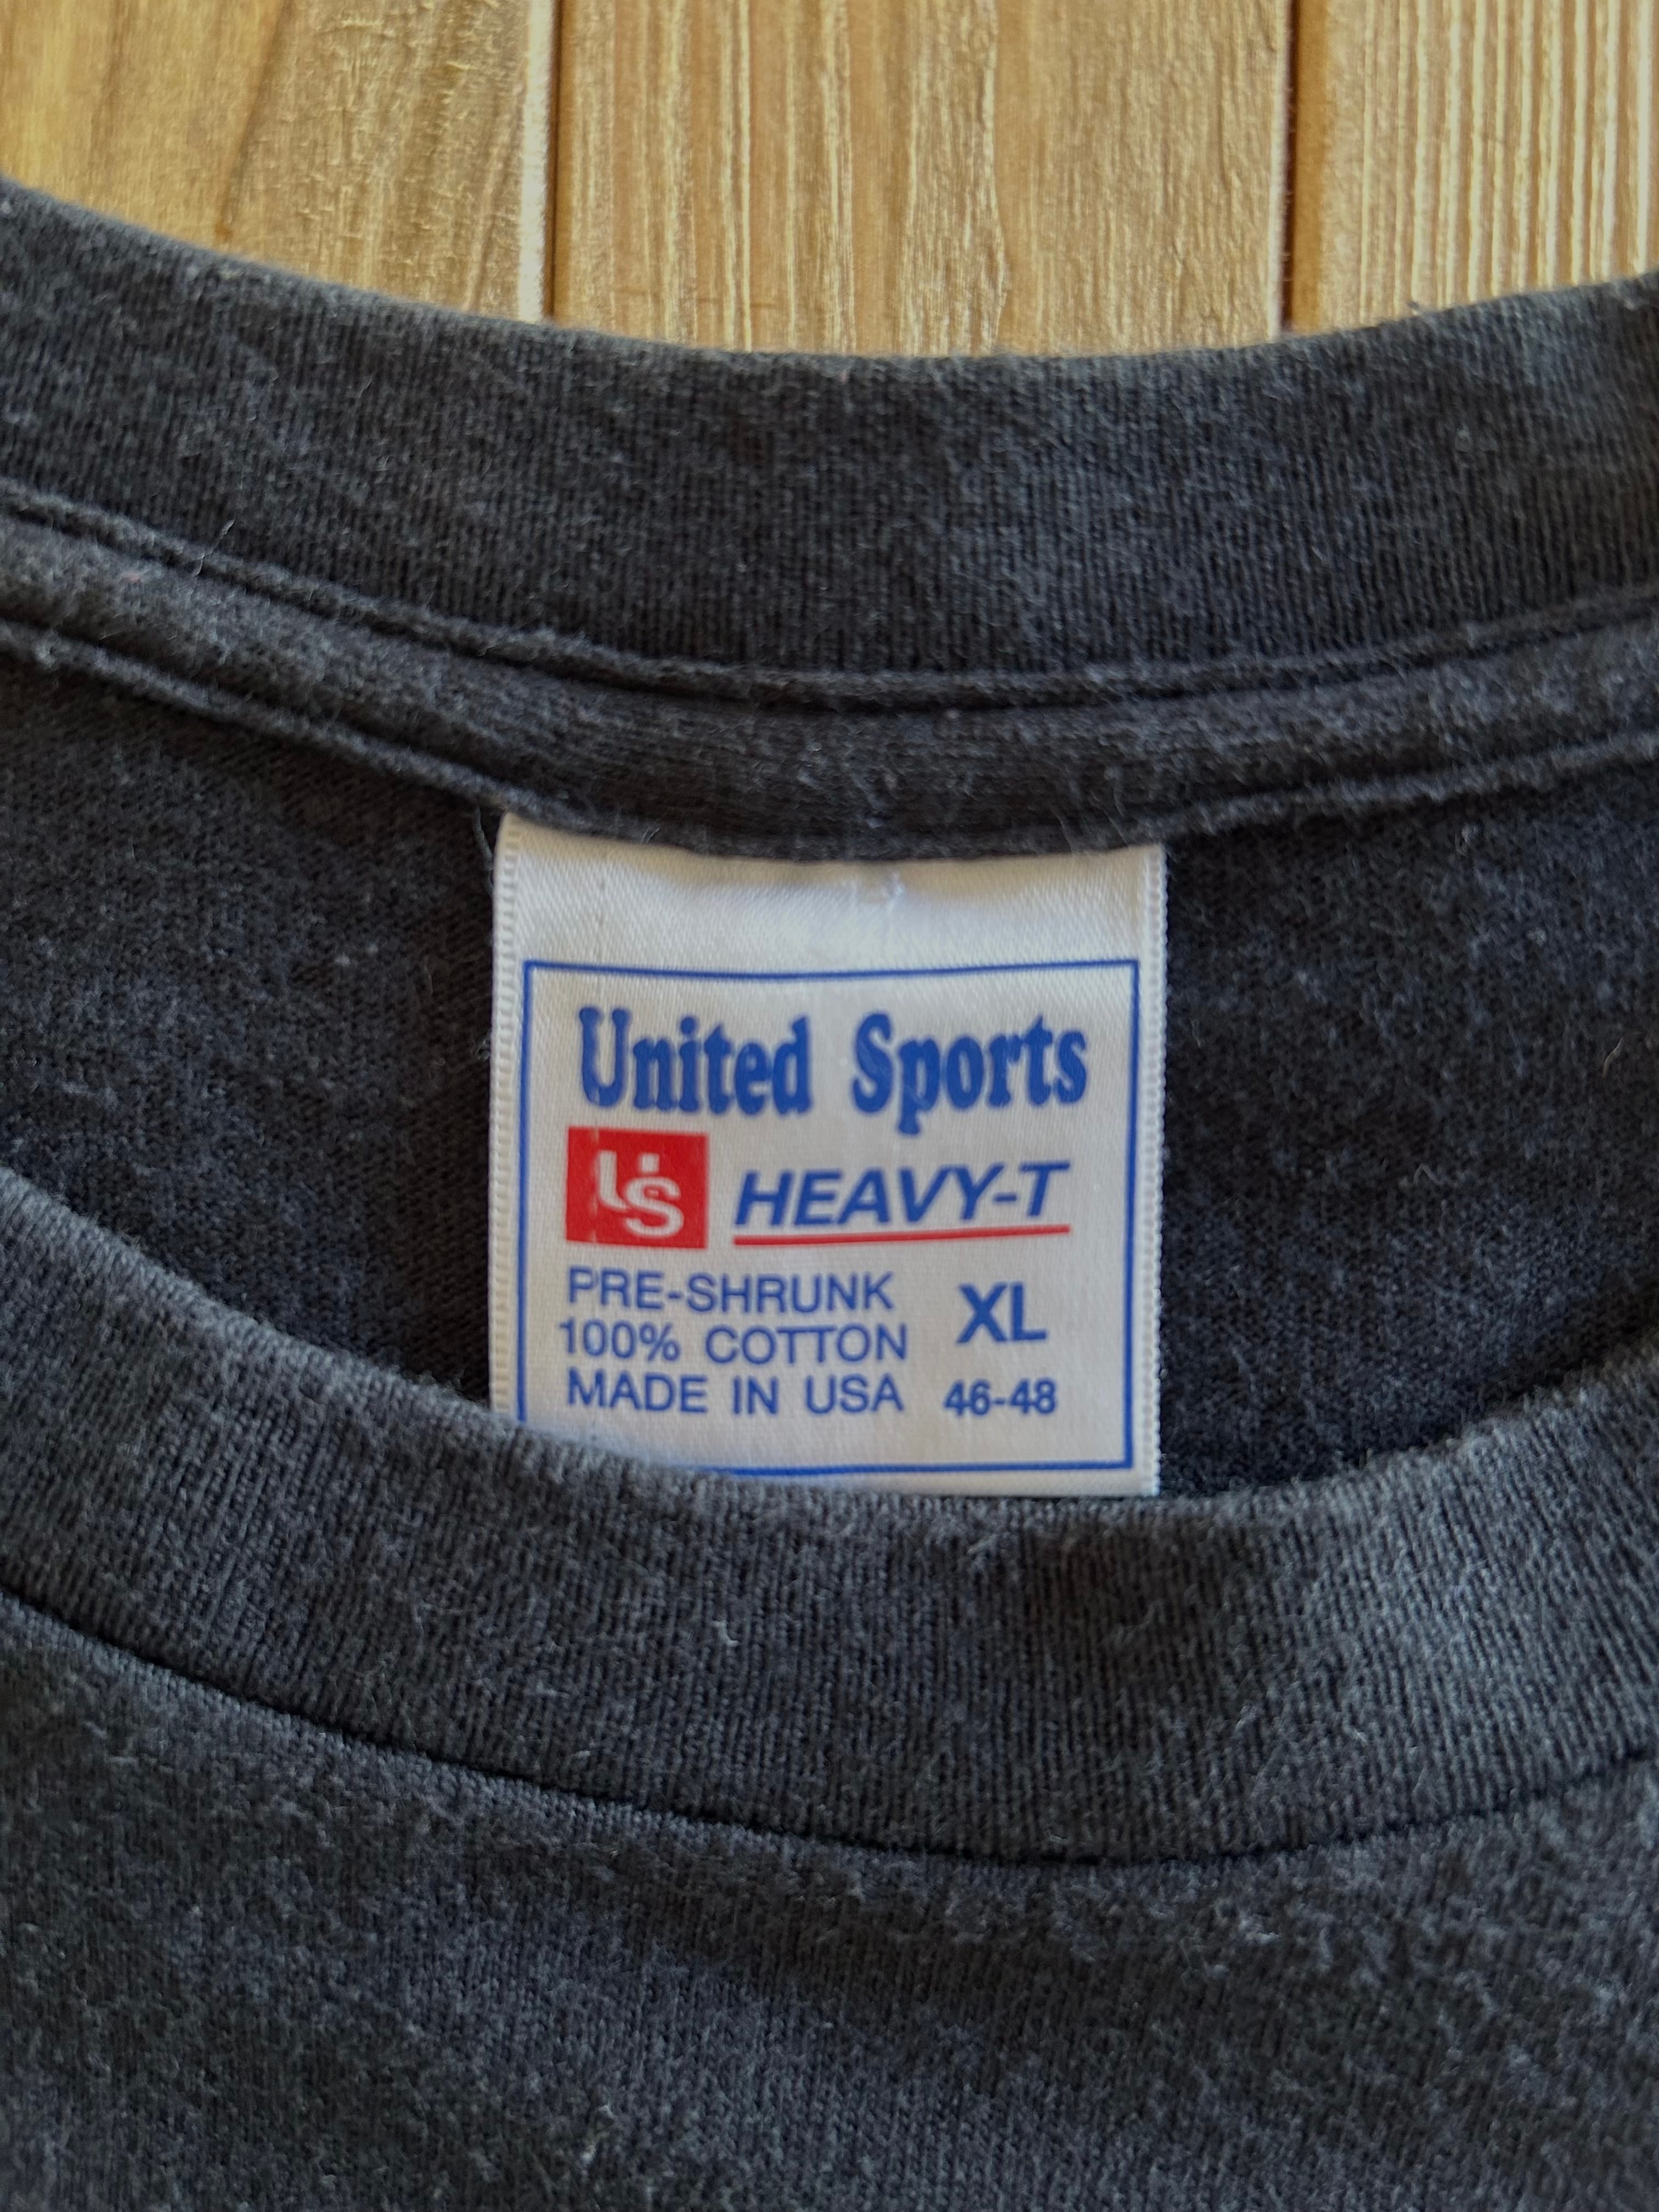 United Sports
US HEAVY-T
PRE-SHRUNK
100% COTTON
MADE IN USA
XL
46-48